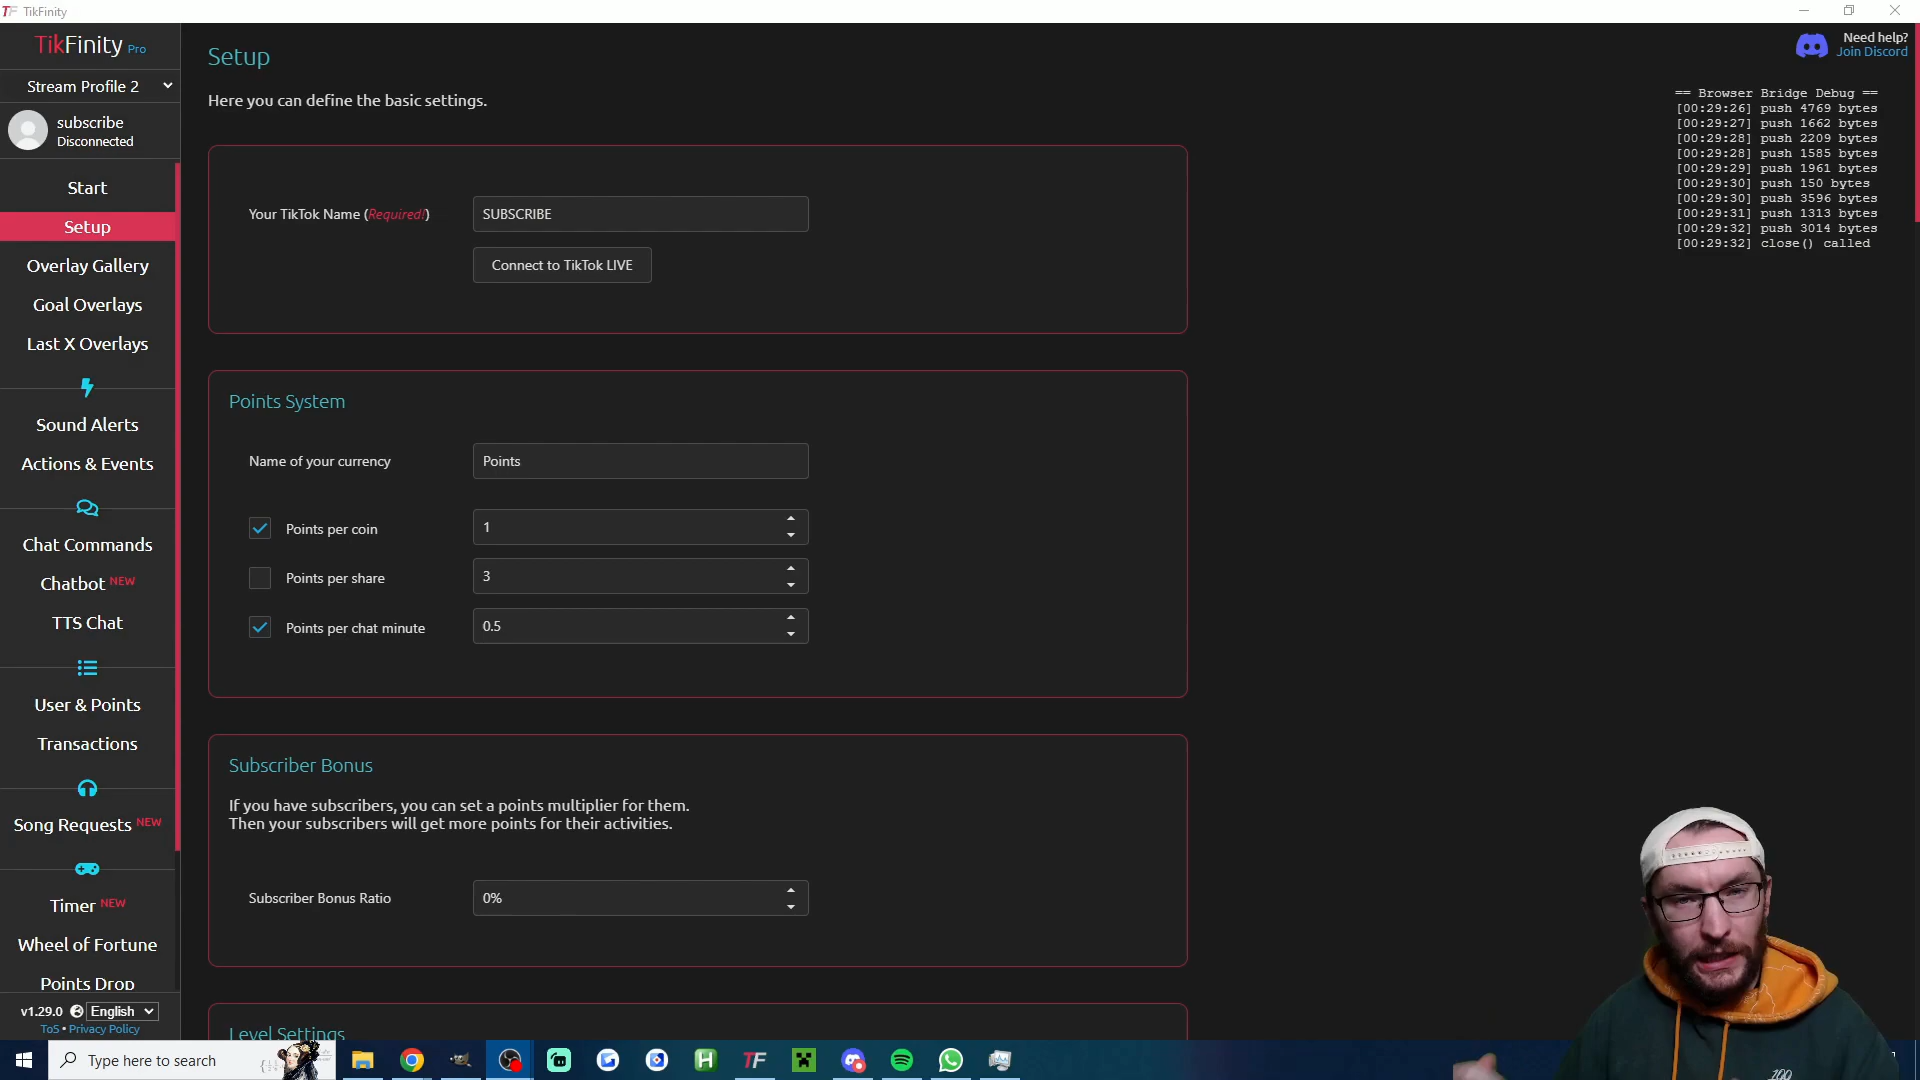 TikFinity
TikFinity Pro
Stream Profile 2
subscribe
Disconnected
Start
Setup
Overlay Gallery
Goal Overlays
Last X Overlays
Sound Alerts
Actions & Events
Chat Commands
Chatbot NEW
TTS Chat
User & Points
Transactions
Song Requests NEW
Timer NEW
Wheel of Fortune
Points Drop
v1.29.0 English
ToS • Privacy Policy
Setup
Here you can define the basic settings.
Your TikTok Name (Required!) SUBSCRIBE
Connect to TikTok LIVE
Points System
Name of your currency Points
Points per coin 1
Points per share 3
Points per chat minute 0.5
Subscriber Bonus
If you have subscribers, you can set a points multiplier for them.
Then your subscribers will get more points for their activities.
Subscriber Bonus Ratio 0%
Level Settings
Need help?
Join Discord
== Browser Bridge Debug ==
[00:29:26] push 4769 bytes
[00:29:27] push 1662 bytes
[00:29:28] push 2209 bytes
[00:29:28] push 1585 bytes
[00:29:29] push 1961 bytes
[00:29:30] push 150 bytes
[00:29:30] push 3596 bytes
[00:29:31] push 1313 bytes
[00:29:32] push 3014 bytes
[00:29:32] close() called
Type here to search
TF
100